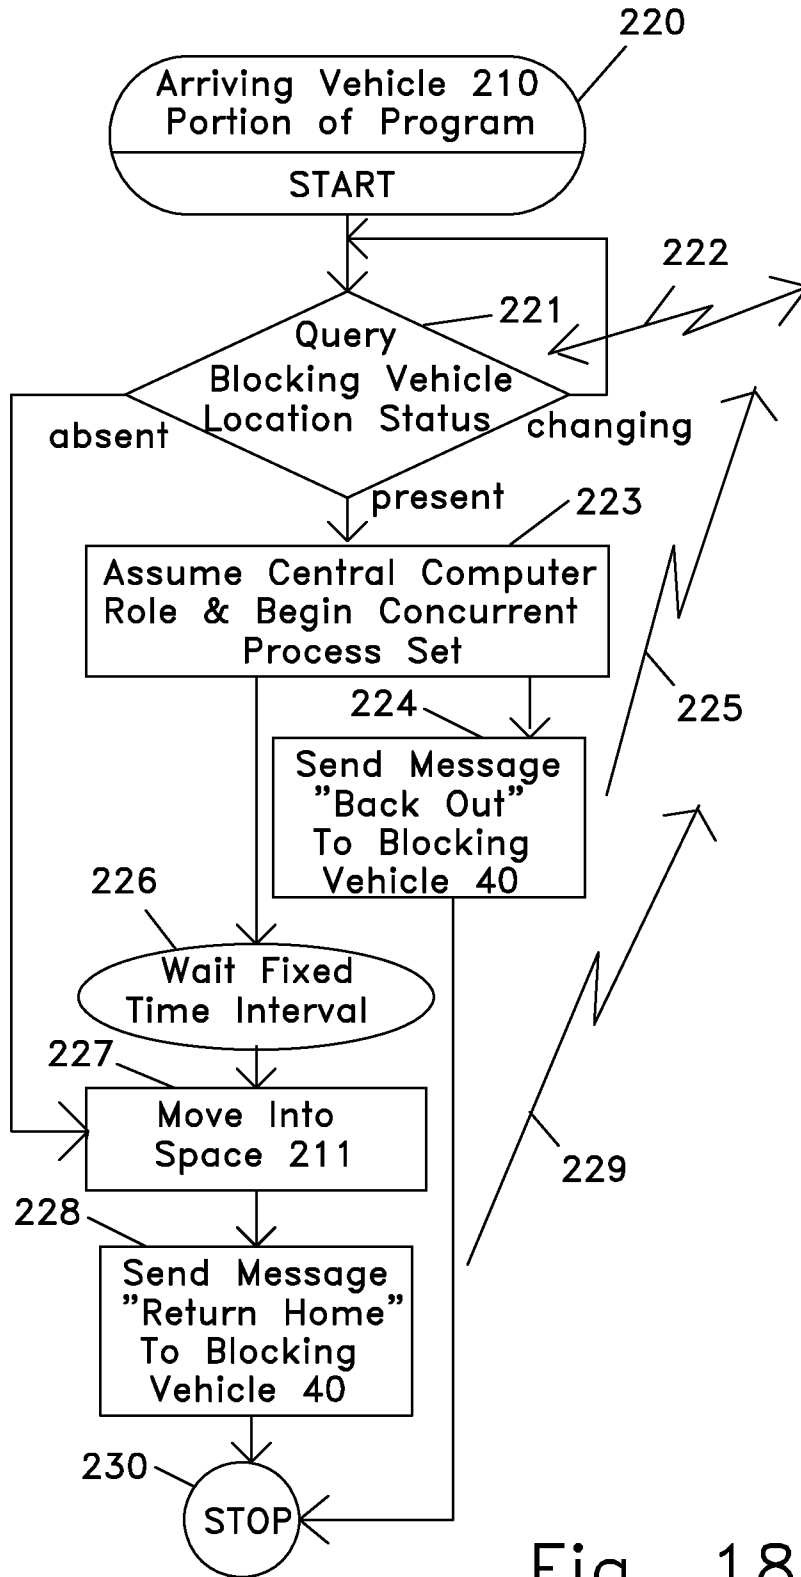 220
Arriving Vehicle 210
Portion of Program
START
222
221
Query
Blocking Vehicle
Location Status
absent
changing
present
223
Assume Central Computer
Role & Begin Concurrent
Process Set
224
225
Send Message
"Back Out"
To Blocking
Vehicle 40
226
Wait Fixed
Time Interval
227
Move Into
Space 211
229
228
Send Message
"Return Home"
To Blocking
Vehicle 40
230
STOP
Fig. 18